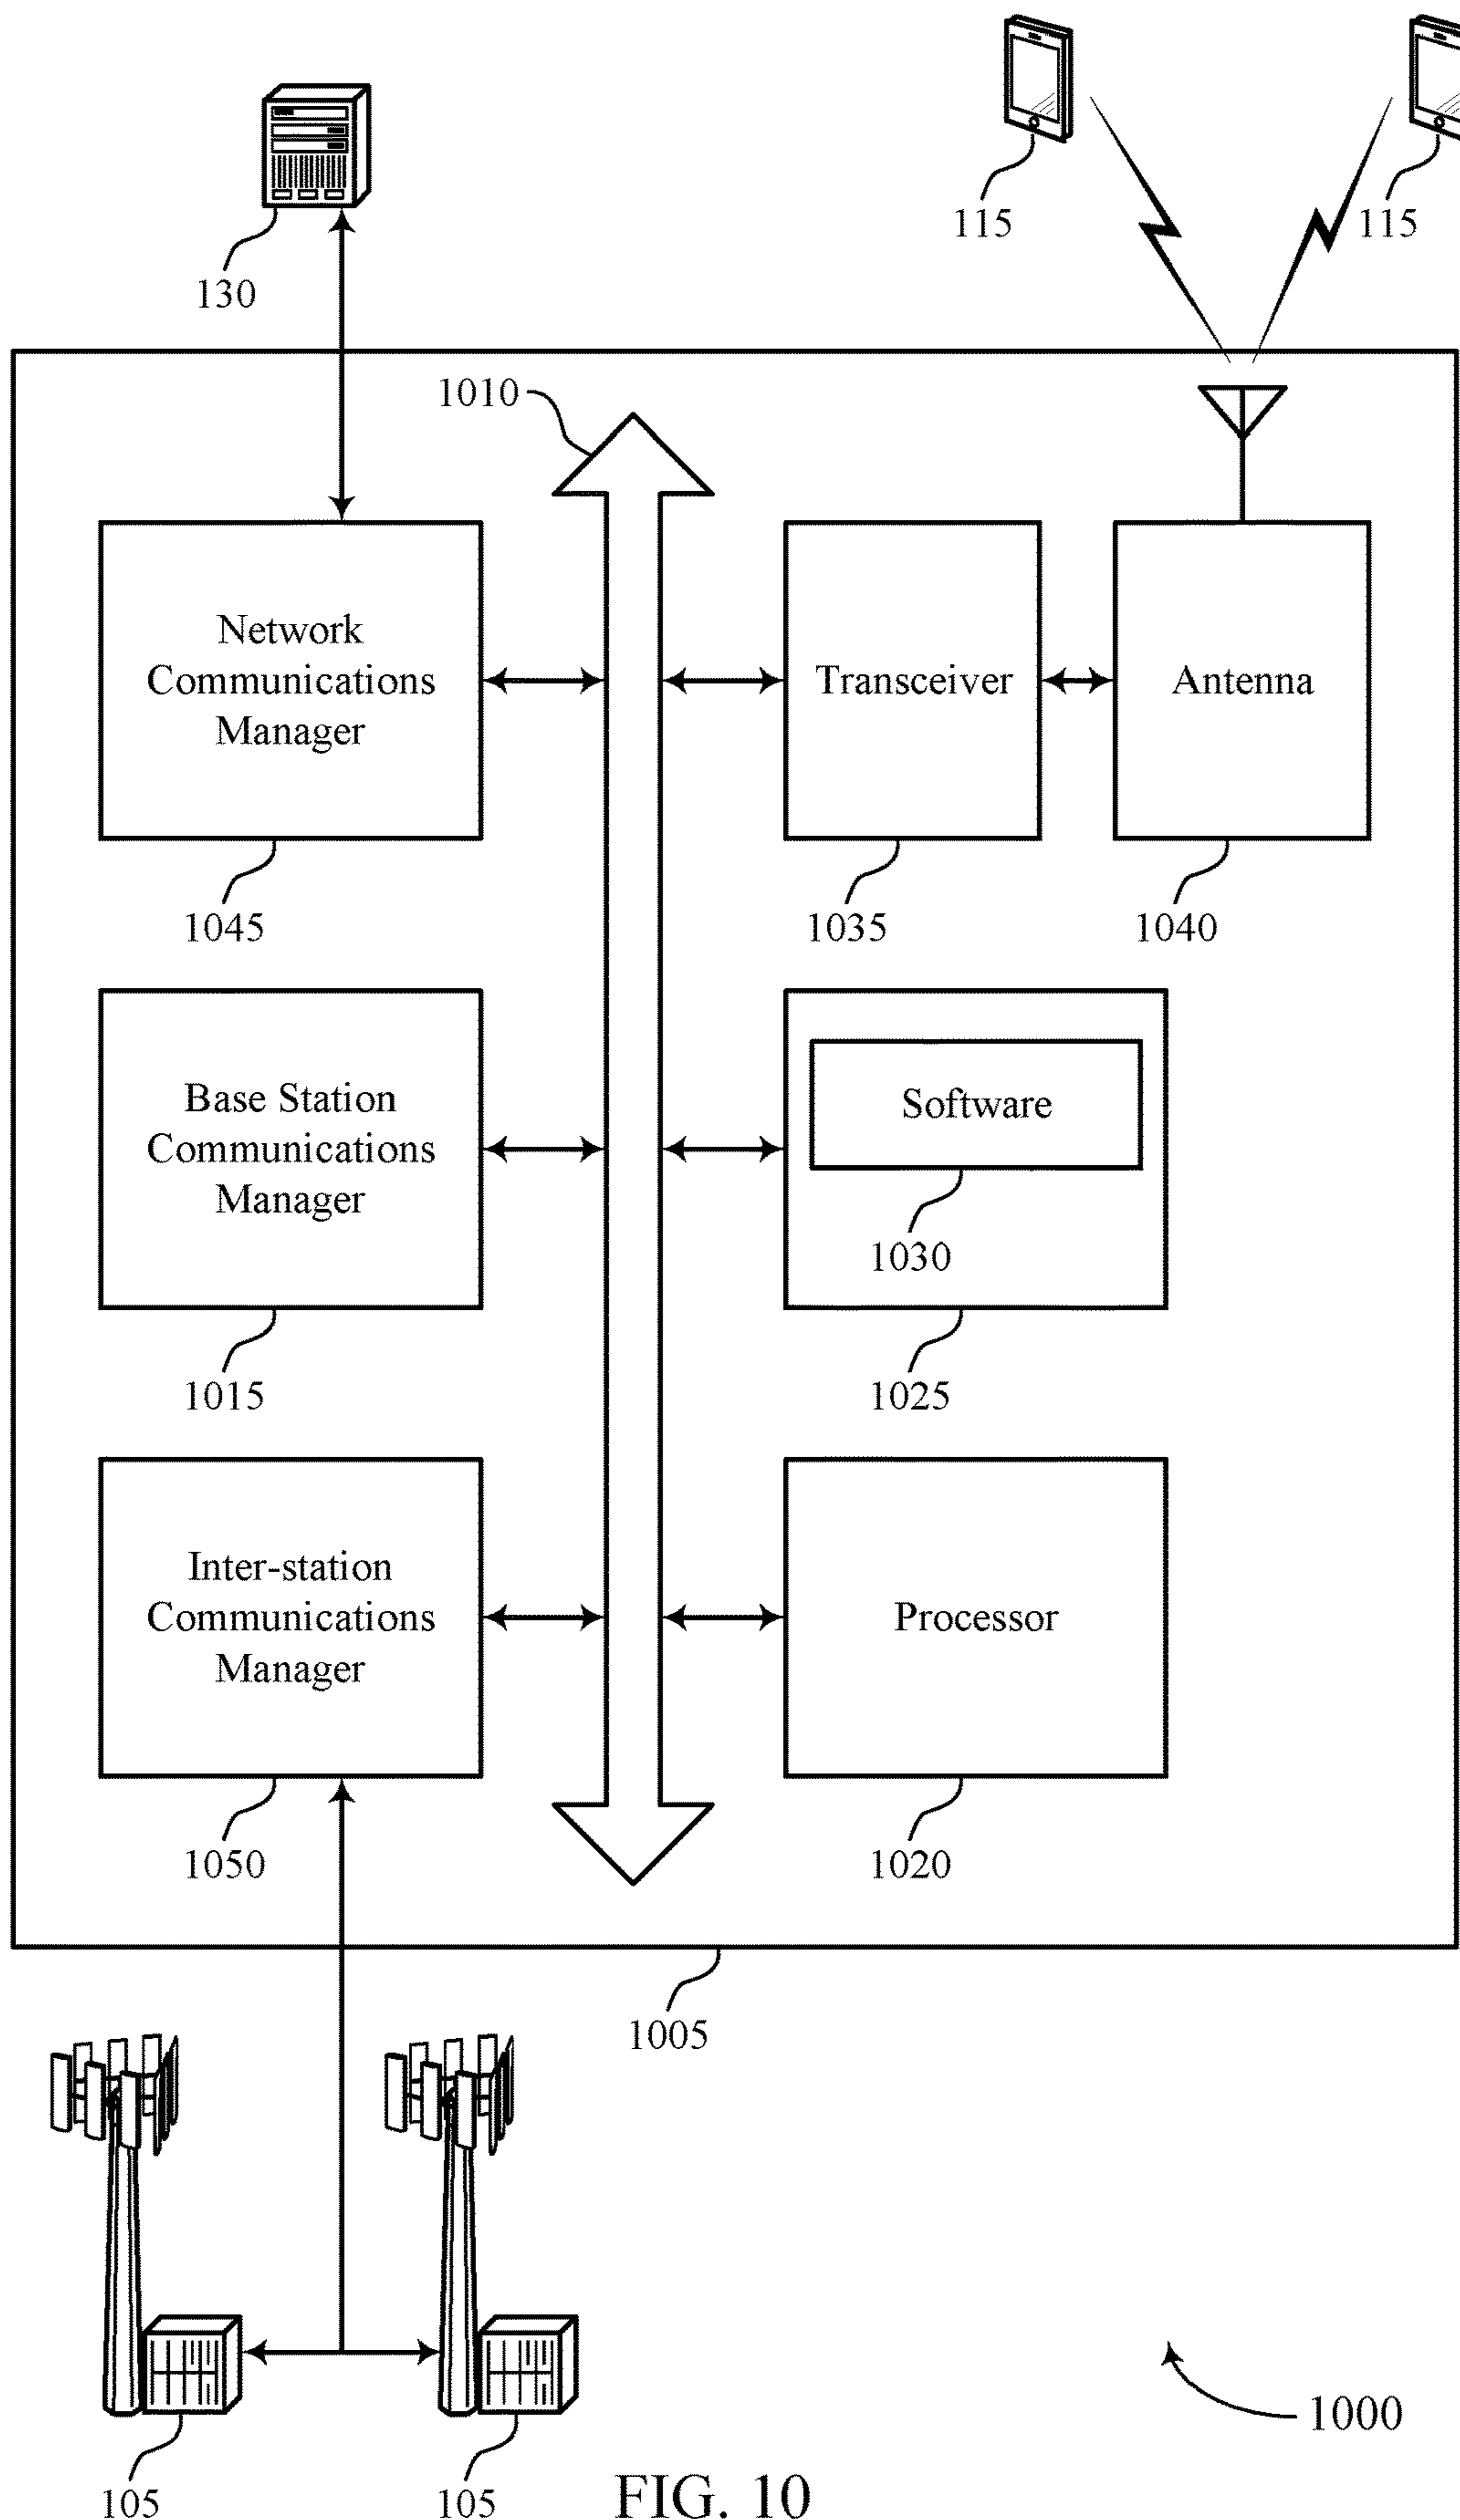 115
115
130
1010
Network
Communications
Manager
Transceiver
Antenna
1045
1035
1040
Base Station
Communications
Manager
Software
1030
1015
1025
Inter-station
Communications
Manager
Processor
1050
1020
1005
1000
105
105
FIG. 10